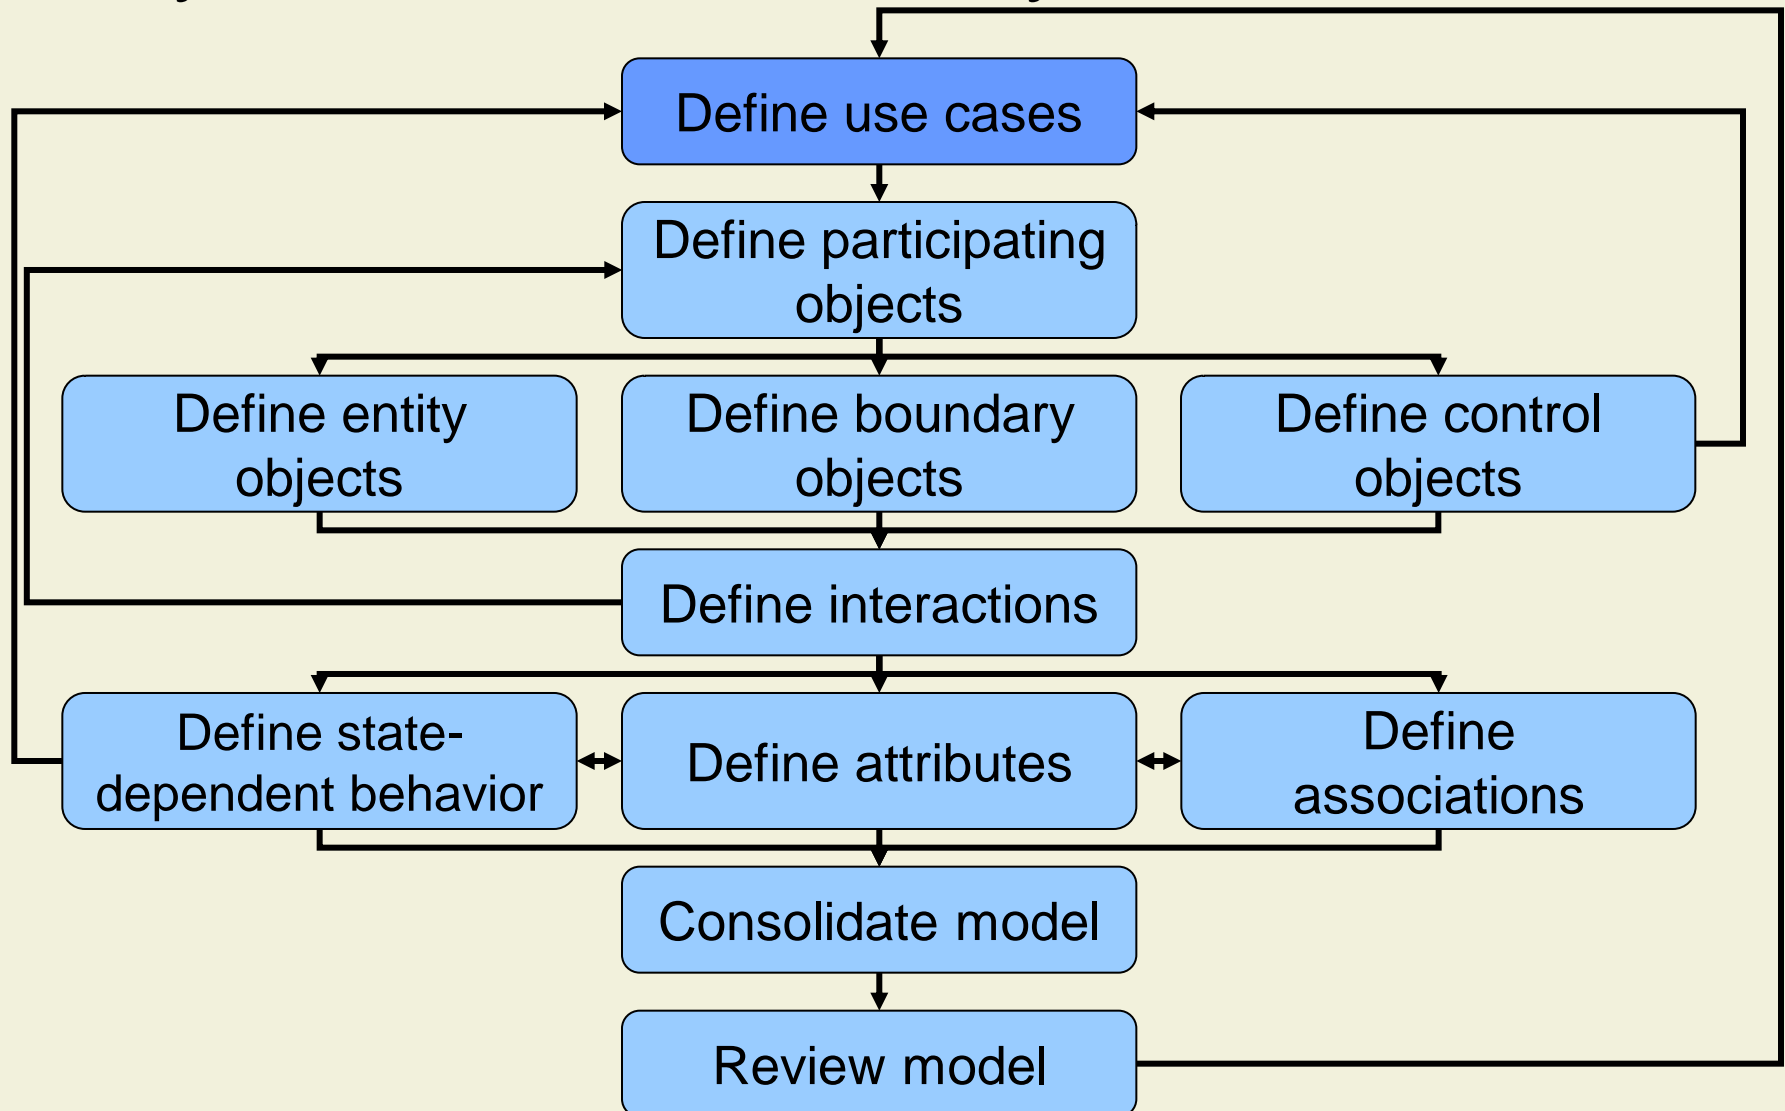 Define use cases
Define participating
objects
Define entity
objects
Define boundary
objects
Define control
objects
Define interactions
Define state-
dependent behavior
Define attributes
Define
associations
Consolidate model
Review model